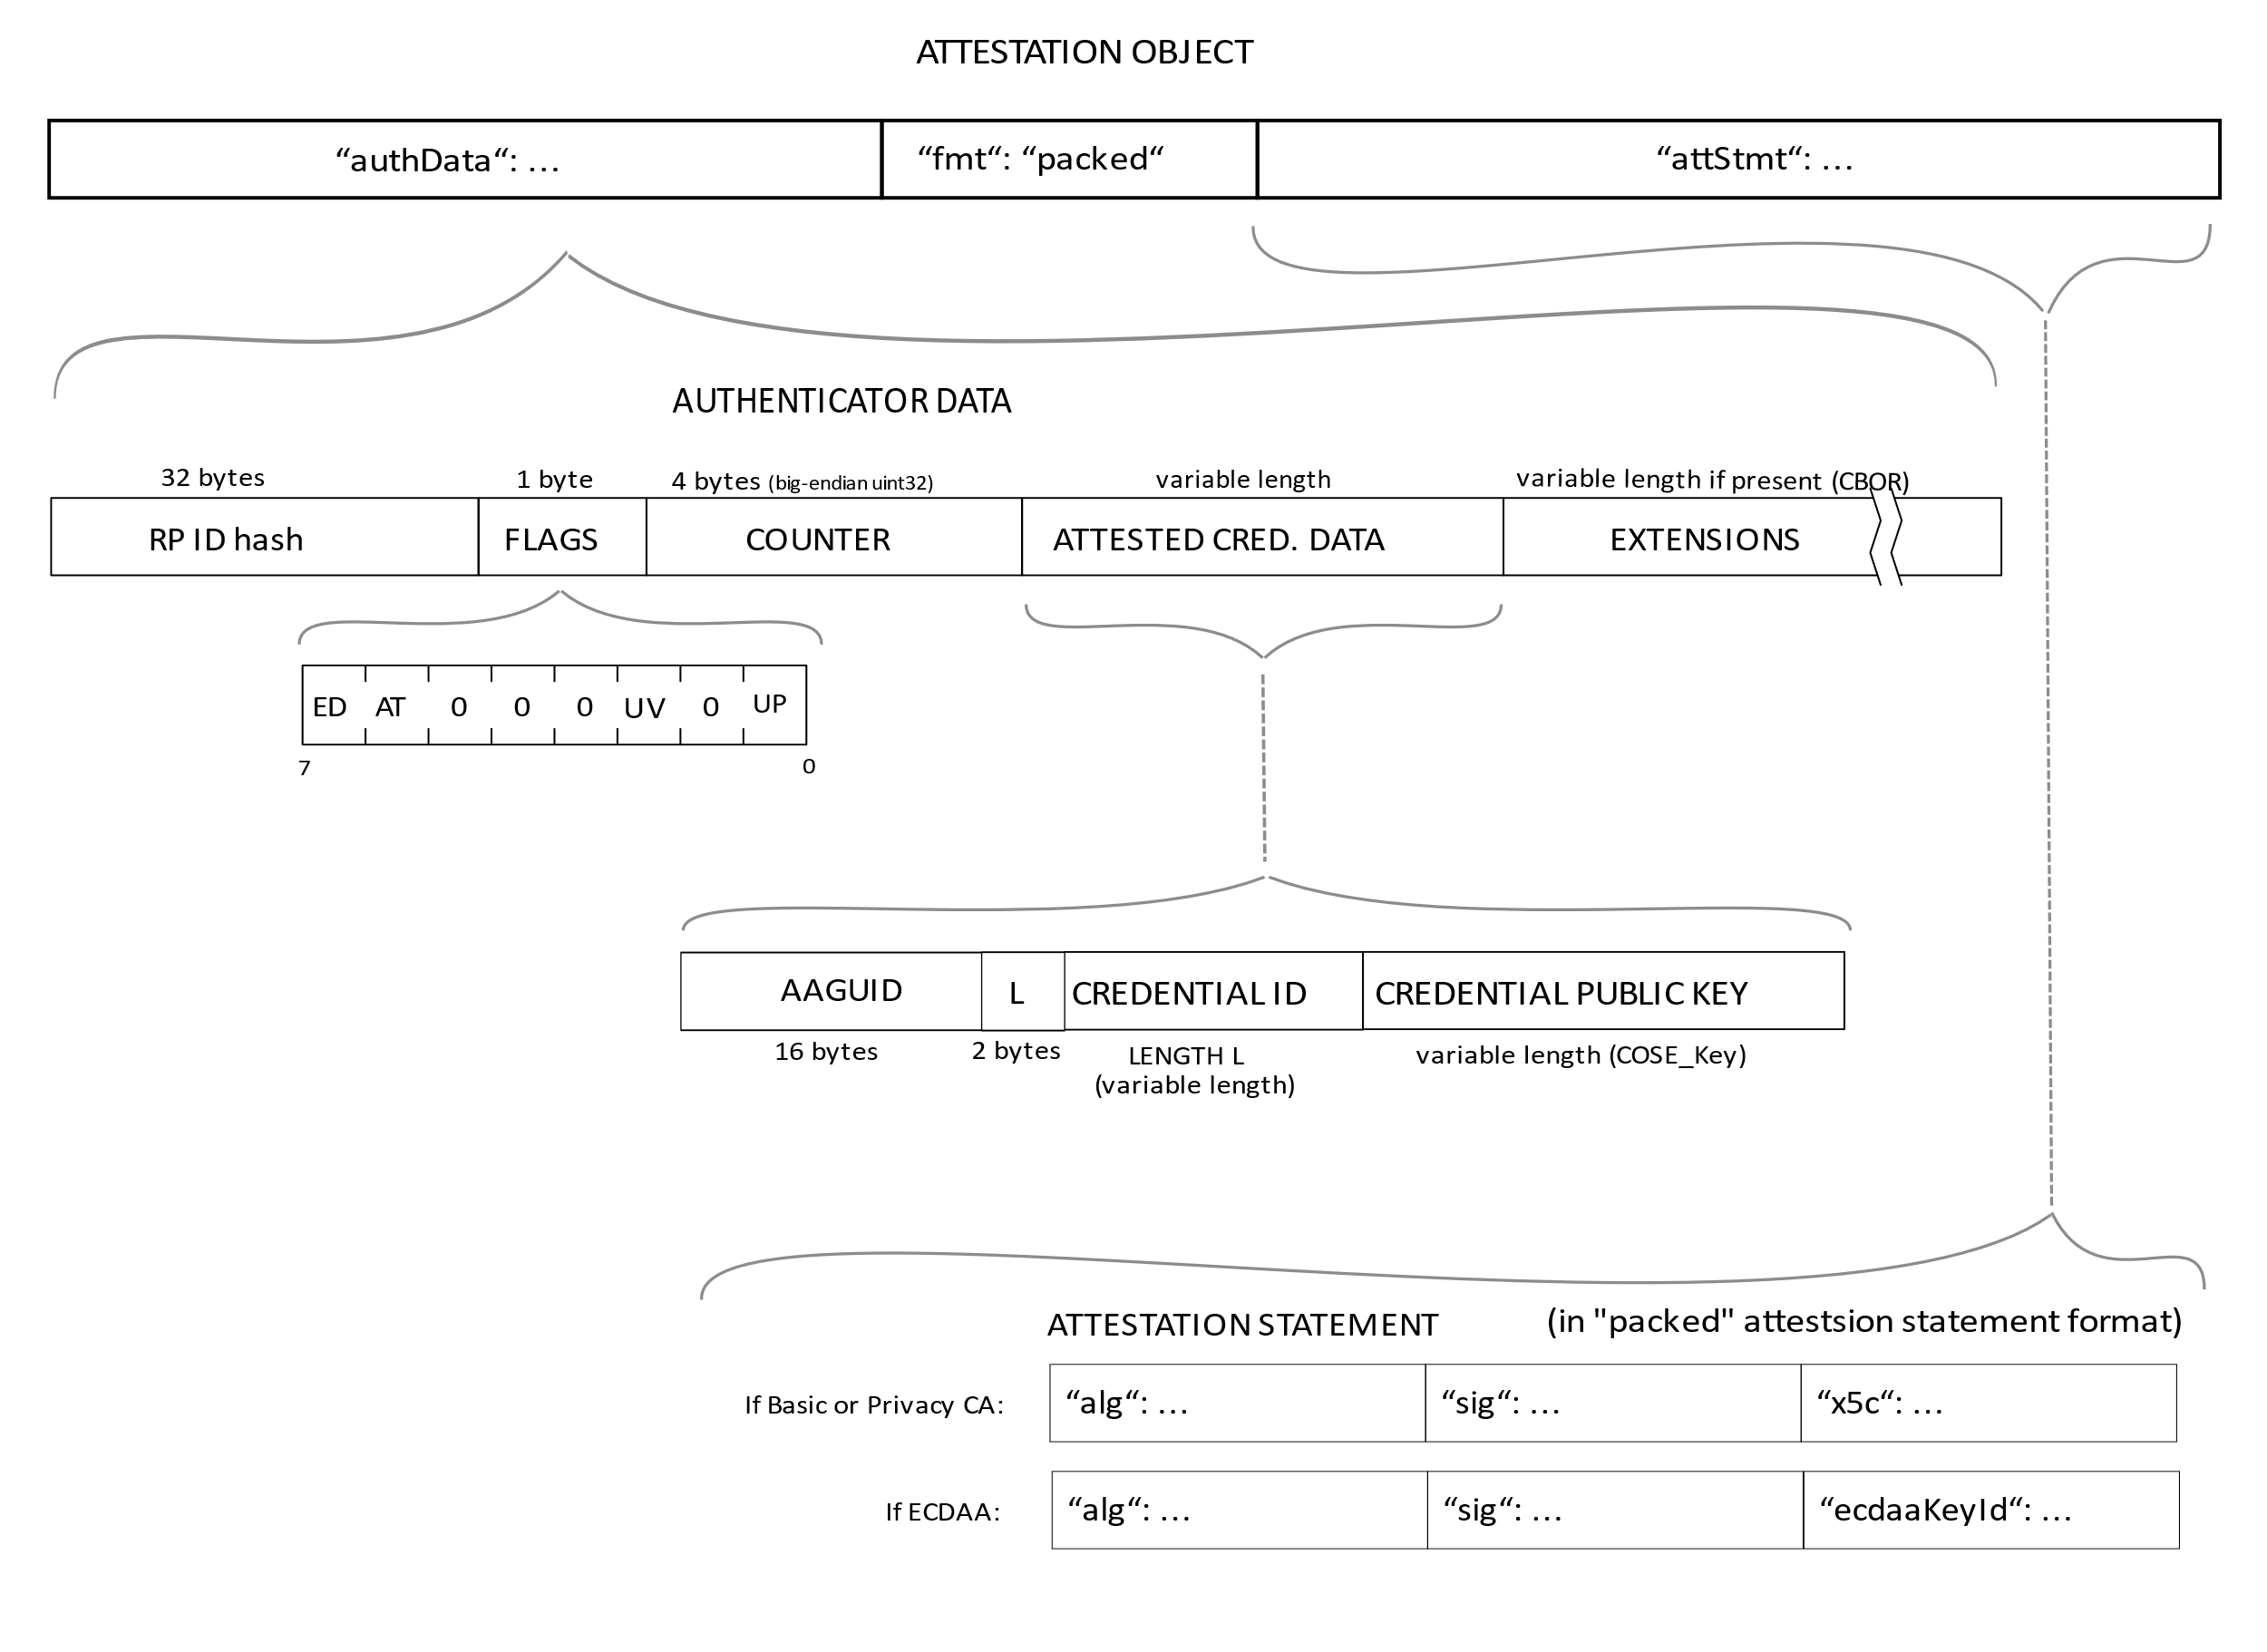 ATTESTATION OBJECT
“authData“: ... “fmt“: “packed“ “attStmt“: ...
AUTHENTICATOR DATA
32 bytes 1 byte 4 bytes (big-endian uint32) variable length variable length if present (CBOR)
RP ID hash FLAGS COUNTER ATTESTED CRED. DATA EXTENSIONS
ED AT 0 0 0 UV 0 UP
7 0
AAGUID L CREDENTIAL ID CREDENTIAL PUBLIC KEY
16 bytes 2 bytes LENGTH L variable length (COSE_Key)
(variable length)
ATTESTATION STATEMENT (in "packed" attestsion statement format)
If Basic or Privacy CA: “alg“: ... “sig“: ... “x5c“: ...
If ECDAA: “alg“: ... “sig“: ... “ecdaaKeyId“: ...